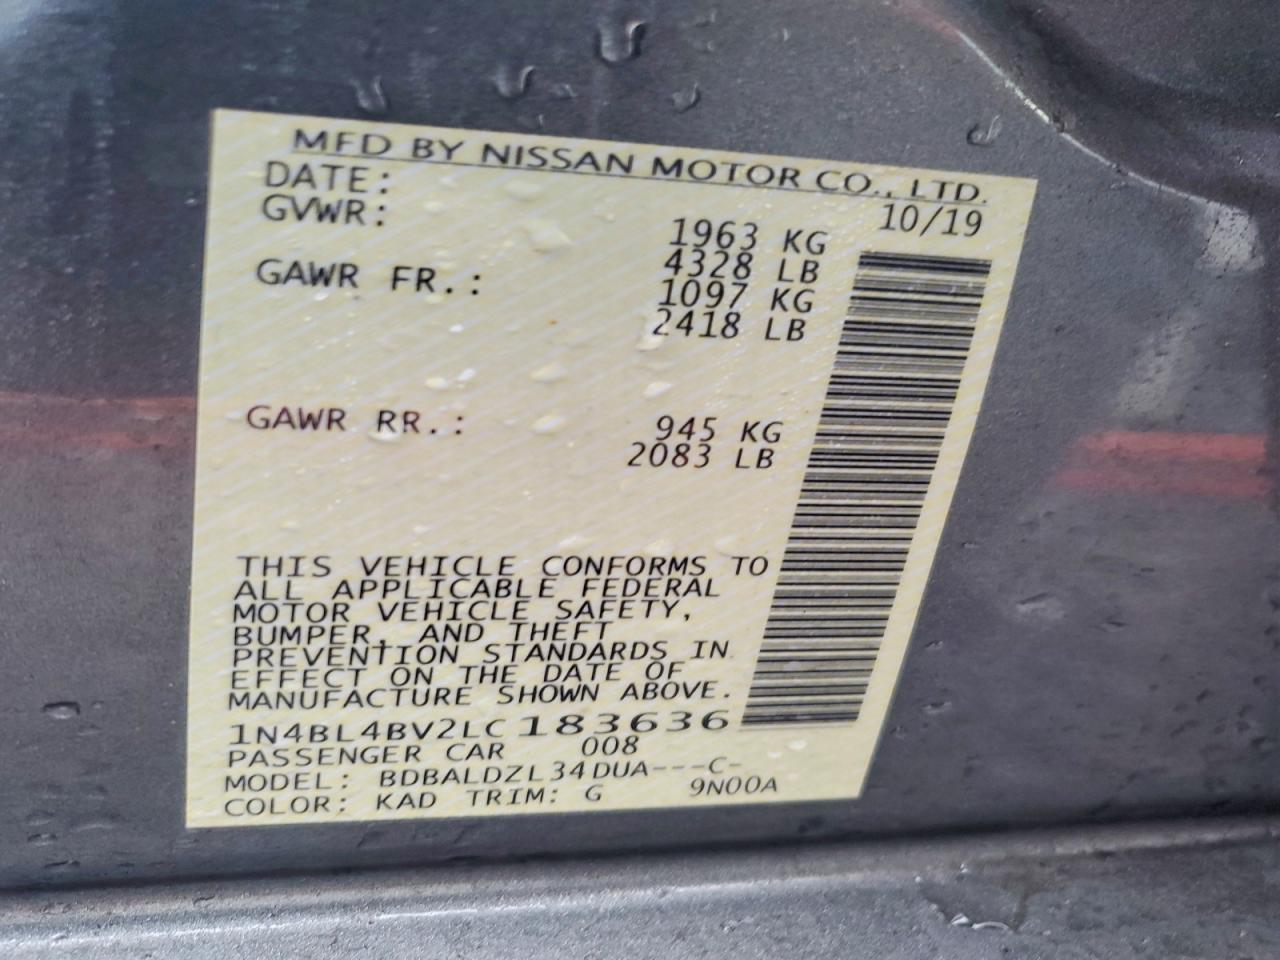 MFD BY NISSAN MOTOR CO., LTD.
DATE: 10/19
GVWR: 1963 KG
4328 LB
GAWR FR.: 1097 KG
2418 LB
GAWR RR.: 945 KG
2083 LB
THIS VEHICLE CONFORMS TO
ALL APPLICABLE FEDERAL
MOTOR VEHICLE SAFETY,
BUMPER, AND THEFT
PREVENTION STANDARDS IN
EFFECT ON THE DATE OF
MANUFACTURE SHOWN ABOVE.
1N4BL4BV2LC183636
PASSENGER CAR 008
MODEL: BDBALDZL34DUA---C-
COLOR: KAD TRIM: G 9N00A